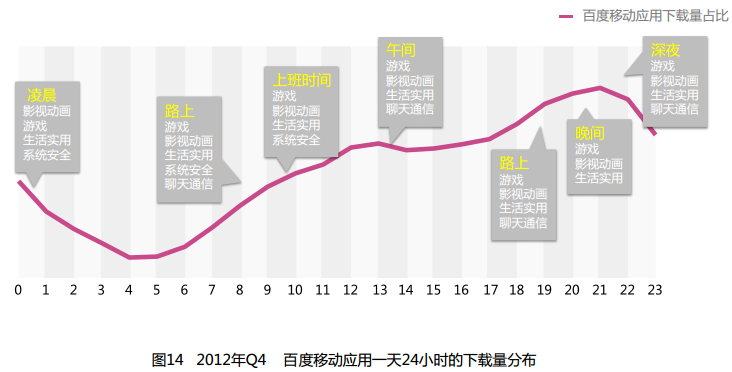 百度移动应用下载量占比
凌晨
影视动画
游戏
生活实用
系统安全
路上
游戏
影视动画
生活实用
系统安全
聊天通信
上班时间
游戏
影视动画
生活实用
系统安全
午间
游戏
影视动画
生活实用
聊天通信
路上
游戏
影视动画
生活实用
聊天通信
晚间
游戏
影视动画
生活实用
深夜
游戏
影视动画
生活实用
聊天通信
0 1 2 3 4 5 6 7 8 9 10 11 12 13 14 15 16 17 18 19 20 21 22 23
图14 2012年Q4 百度移动应用一天24小时的下载量分布